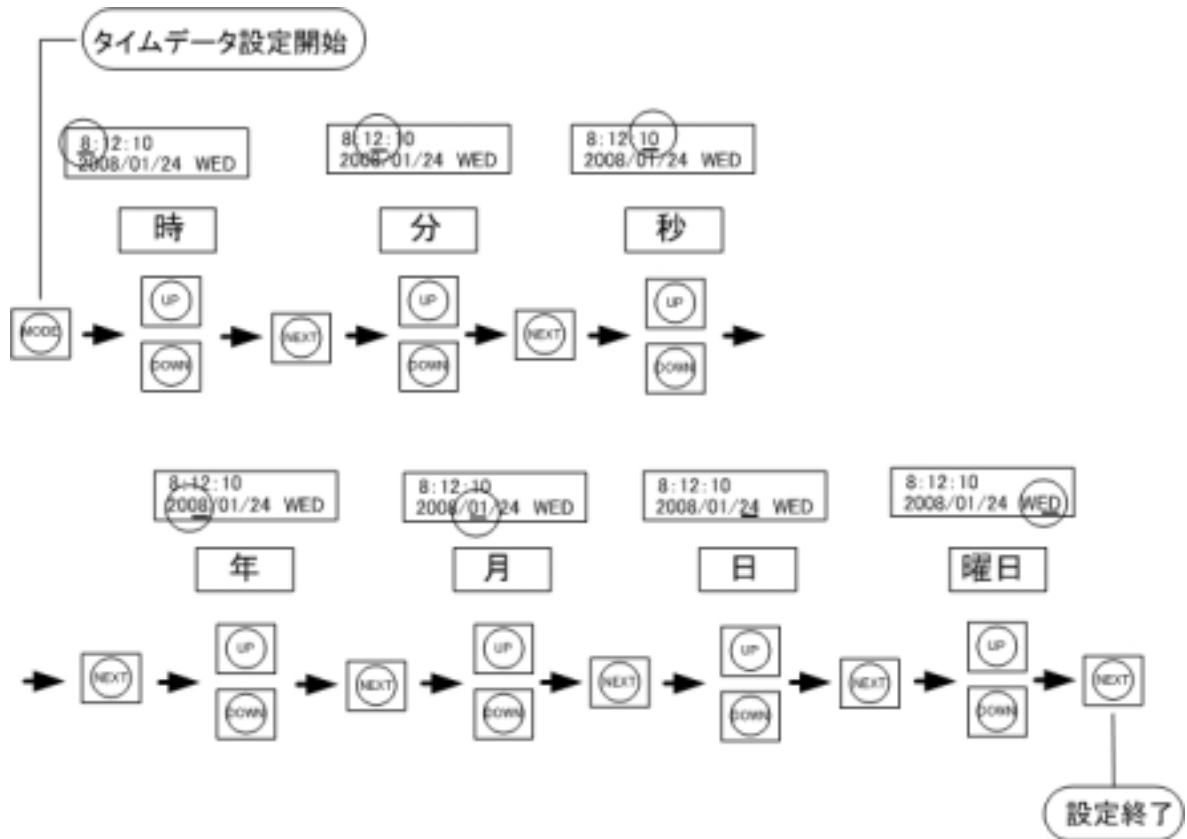 タイムデータ設定開始
8:12:10
2008/01/24 WED
8:12:10
2008/01/24 WED
8:12:10
2008/01/24 WED
時
分
秒
MODE
UP
DOWN
NEXT
UP
DOWN
NEXT
UP
DOWN
8:12:10
2008/01/24 WED
8:12:10
2008/01/24 WED
8:12:10
2008/01/24 WED
8:12:10
2008/01/24 WED
年
月
日
曜日
NEXT
UP
DOWN
NEXT
UP
DOWN
NEXT
UP
DOWN
NEXT
UP
DOWN
NEXT
設定終了